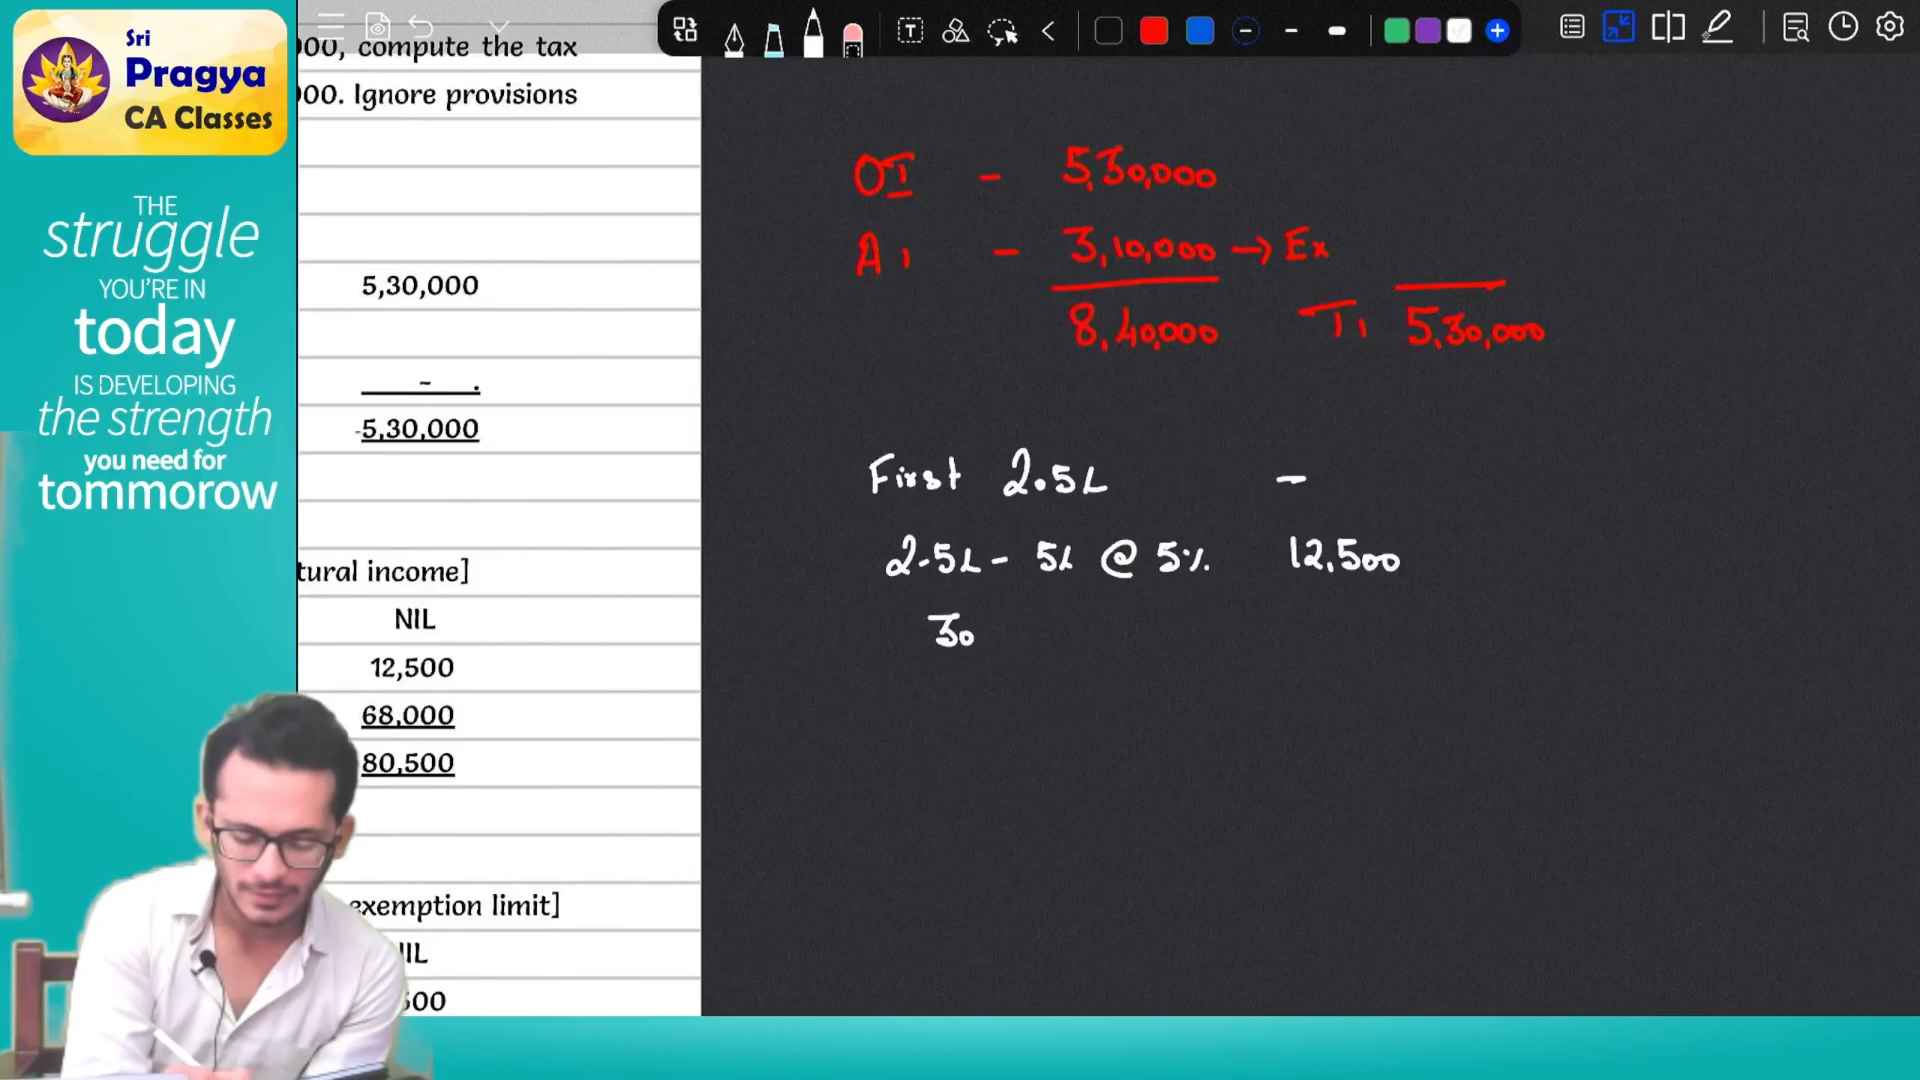 Sri
Pragya
CA Classes
THE
struggle
YOU'RE IN
today
IS DEVELOPING
the strength
you need for
tommorow
compute the tax
00. Ignore provisions
5,30,000
-
5,30,000
tural income]
NIL
12,500
68,000
80,500
exemption limit]
OI - 5,30,000
AI - 3,10,000 → Ex
8,40,000 TI 5,30,000
First 2.5L -
2.5L - 5L @ 5% 12,500
30